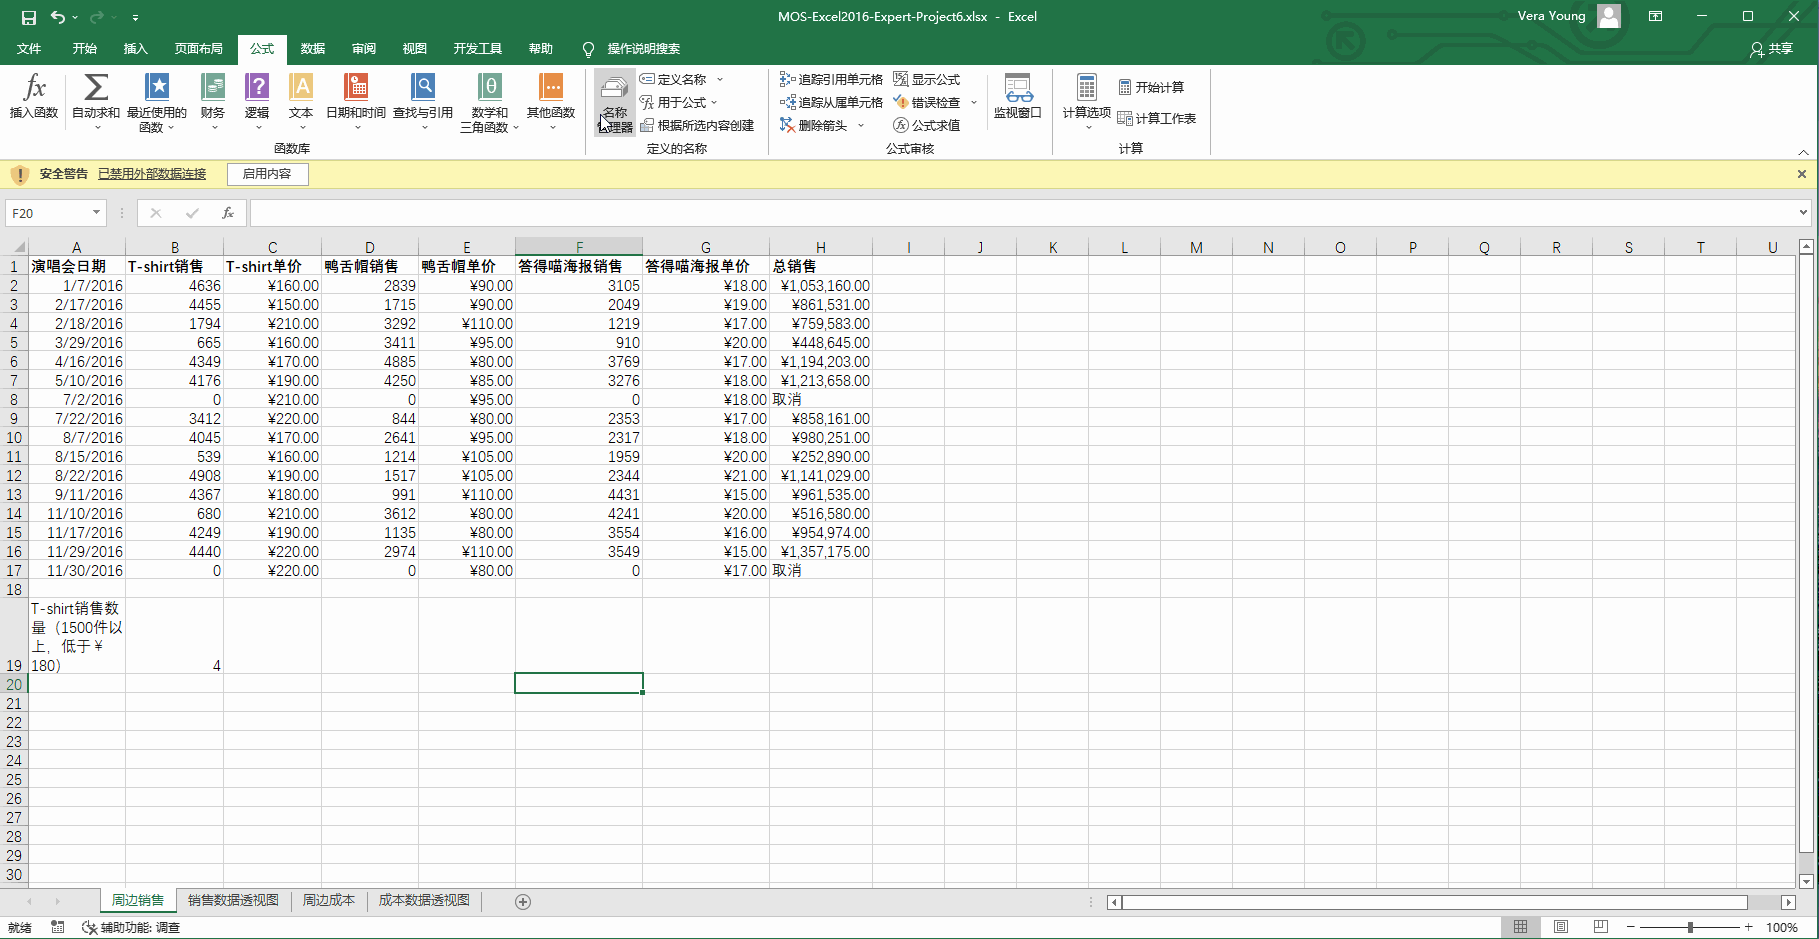 MOS-Excel2016-Expert-Project6.xlsx - Excel
Vera Young
文件 开始 插入 页面布局 公式 数据 审阅 视图 开发工具 帮助 操作说明搜索 共享
插入函数 自动求和 最近使用的函数 财务 逻辑 文本 日期和时间 查找与引用 数学和三角函数 其他函数
函数库
名称管理器 定义名称 用于公式 根据所选内容创建
定义的名称
追踪引用单元格 追踪从属单元格 删除箭头 显示公式 错误检查 公式求值 监视窗口
公式审核
计算选项 开始计算 计算工作表
计算
安全警告 已禁用外部数据连接 启用内容
F20 fx
A B C D E F G H I J K L M N O P Q R S T U
1 演唱会日期 T-shirt销售 T-shirt单价 鸭舌帽销售 鸭舌帽单价 答得喵海报销售 答得喵海报单价 总销售
2 1/7/2016 4636 ¥160.00 2839 ¥90.00 3105 ¥18.00 ¥1,053,160.00
3 2/17/2016 4455 ¥150.00 1715 ¥90.00 2049 ¥19.00 ¥861,531.00
4 2/18/2016 1794 ¥210.00 3292 ¥110.00 1219 ¥17.00 ¥759,583.00
5 3/29/2016 665 ¥160.00 3411 ¥95.00 910 ¥20.00 ¥448,645.00
6 4/16/2016 4349 ¥170.00 4885 ¥80.00 3769 ¥17.00 ¥1,194,203.00
7 5/10/2016 4176 ¥190.00 4250 ¥85.00 3276 ¥18.00 ¥1,213,658.00
8 7/2/2016 0 ¥210.00 0 ¥95.00 0 ¥18.00 取消
9 7/22/2016 3412 ¥220.00 844 ¥80.00 2353 ¥17.00 ¥858,161.00
10 8/7/2016 4045 ¥170.00 2641 ¥95.00 2317 ¥18.00 ¥980,251.00
11 8/15/2016 539 ¥160.00 1214 ¥105.00 1959 ¥20.00 ¥252,890.00
12 8/22/2016 4908 ¥190.00 1517 ¥105.00 2344 ¥21.00 ¥1,141,029.00
13 9/11/2016 4367 ¥180.00 991 ¥110.00 4431 ¥15.00 ¥961,535.00
14 11/10/2016 680 ¥210.00 3612 ¥80.00 4241 ¥20.00 ¥516,580.00
15 11/17/2016 4249 ¥190.00 1135 ¥80.00 3554 ¥16.00 ¥954,974.00
16 11/29/2016 4440 ¥220.00 2974 ¥110.00 3549 ¥15.00 ¥1,357,175.00
17 11/30/2016 0 ¥220.00 0 ¥80.00 0 ¥17.00 取消
18
T-shirt销售数
量（1500件以
上，低于¥
19 180） 4
20
21
22
23
24
25
26
27
28
29
30
周边销售 销售数据透视图 周边成本 成本数据透视图
就绪 辅助功能: 调查 100%